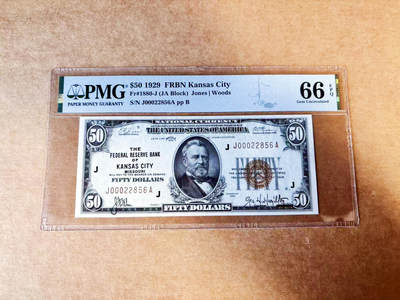 PMG
PAPER MONEY GUARANTY
$50 1929 FRBN Kansas City
Fr#1880-J (JA Block) Jones | Woods
S/N J00022856A pp B
66 EPQ
Gem Uncirculated
NATIONAL CURRENCY
THE UNITED STATES OF AMERICA
50
50
THE
FEDERAL RESERVE BANK
OF
KANSAS CITY
MISSOURI
J
J
J00022856A
J00022856A
J
J
50
FIFTY DOLLARS
50